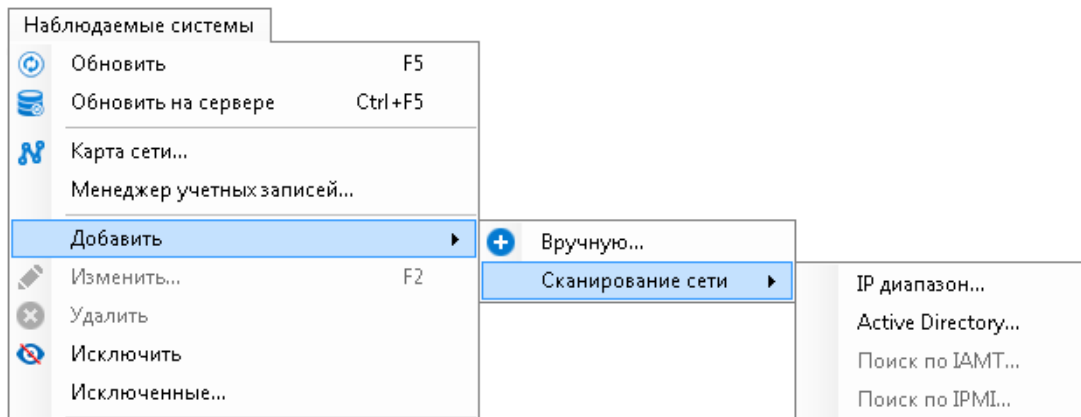 Наблюдаемые системы
Обновить F5
Обновить на сервере Ctrl+F5
Карта сети...
Менеджер учетных записей...
Добавить
Вручную...
Изменить... F2
Сканирование сети
IP диапазон...
Удалить
Active Directory...
Исключить
Поиск по IAMT...
Исключенные...
Поиск по IPMI...